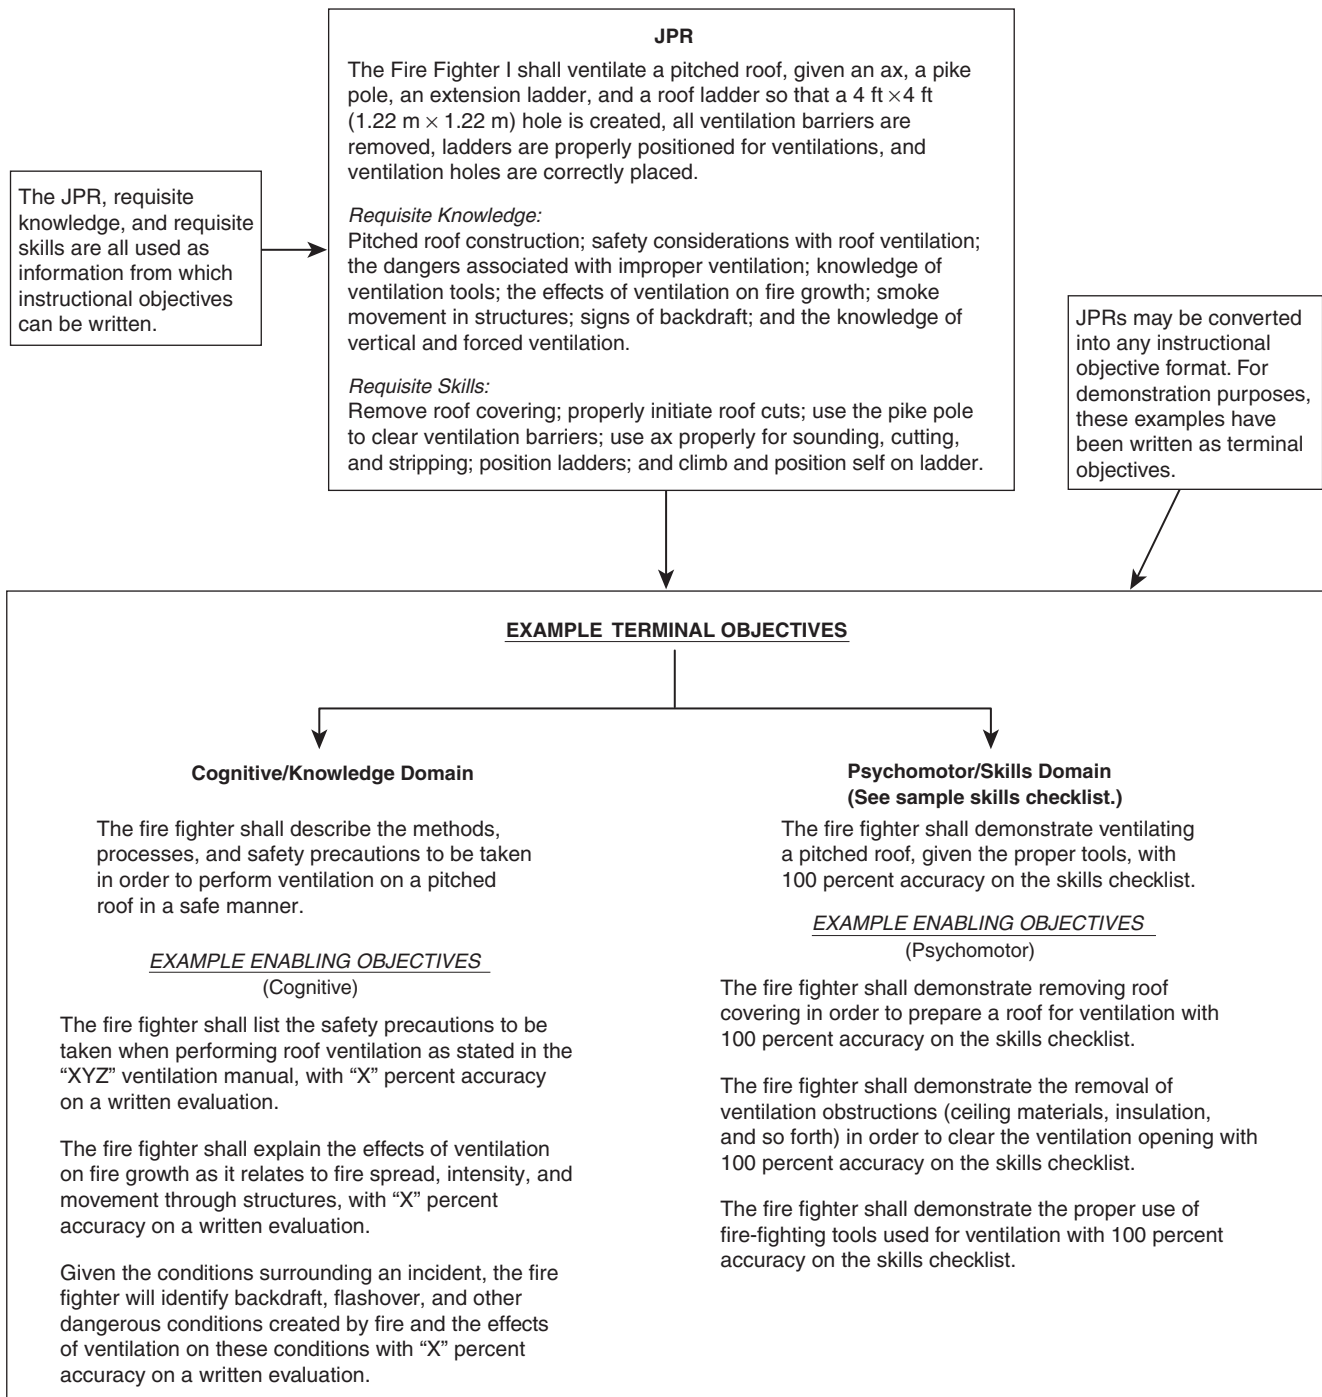 JPR
The Fire Fighter I shall ventilate a pitched roof, given an ax, a pike
pole, an extension ladder, and a roof ladder so that a 4 ft ×4 ft
(1.22 m × 1.22 m) hole is created, all ventilation barriers are
removed, ladders are properly positioned for ventilations, and
ventilation holes are correctly placed.
Requisite Knowledge:
Pitched roof construction; safety considerations with roof ventilation;
the dangers associated with improper ventilation; knowledge of
ventilation tools; the effects of ventilation on fire growth; smoke
movement in structures; signs of backdraft; and the knowledge of
vertical and forced ventilation.
Requisite Skills:
Remove roof covering; properly initiate roof cuts; use the pike pole
to clear ventilation barriers; use ax properly for sounding, cutting,
and stripping; position ladders; and climb and position self on ladder.
The JPR, requisite
knowledge, and requisite
skills are all used as
information from which
instructional objectives
can be written.
JPRs may be converted
into any instructional
objective format. For
demonstration purposes,
these examples have
been written as terminal
objectives.
EXAMPLE TERMINAL OBJECTIVES
Cognitive/Knowledge Domain
The fire fighter shall describe the methods,
processes, and safety precautions to be taken
in order to perform ventilation on a pitched
roof in a safe manner.
EXAMPLE ENABLING OBJECTIVES
(Cognitive)
The fire fighter shall list the safety precautions to be
taken when performing roof ventilation as stated in the
“XYZ” ventilation manual, with “X” percent accuracy
on a written evaluation.
The fire fighter shall explain the effects of ventilation
on fire growth as it relates to fire spread, intensity, and
movement through structures, with “X” percent
accuracy on a written evaluation.
Given the conditions surrounding an incident, the fire
fighter will identify backdraft, flashover, and other
dangerous conditions created by fire and the effects
of ventilation on these conditions with “X” percent
accuracy on a written evaluation.
Psychomotor/Skills Domain
(See sample skills checklist.)
The fire fighter shall demonstrate ventilating
a pitched roof, given the proper tools, with
100 percent accuracy on the skills checklist.
EXAMPLE ENABLING OBJECTIVES
(Psychomotor)
The fire fighter shall demonstrate removing roof
covering in order to prepare a roof for ventilation with
100 percent accuracy on the skills checklist.
The fire fighter shall demonstrate the removal of
ventilation obstructions (ceiling materials, insulation,
and so forth) in order to clear the ventilation opening with
100 percent accuracy on the skills checklist.
The fire fighter shall demonstrate the proper use of
fire-fighting tools used for ventilation with 100 percent
accuracy on the skills checklist.